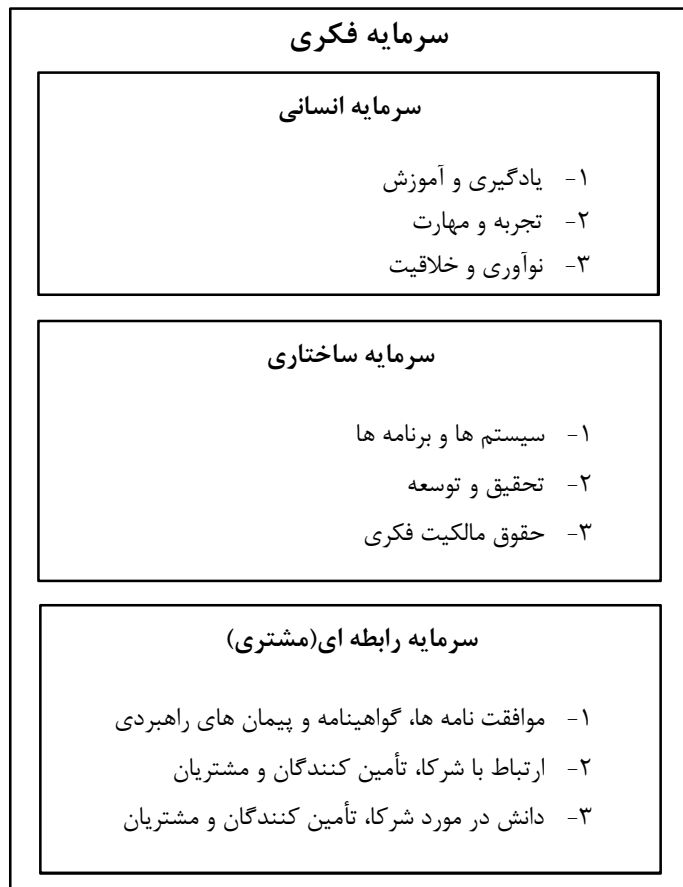 سرمایه فکری
سرمایه انسانی
۱- یادگیری و آموزش
۲- تجربه و مهارت
۳- نوآوری و خلاقیت
سرمایه ساختاری
۱- سیستم ها و برنامه ها
۲- تحقیق و توسعه
۳- حقوق مالکیت فکری
سرمایه رابطه ای(مشتری)
۱- موافقت نامه ها، گواهینامه و پیمان های راهبردی
۲- ارتباط با شرکا، تأمین کنندگان و مشتریان
۳- دانش در مورد شرکا، تأمین کنندگان و مشتریان